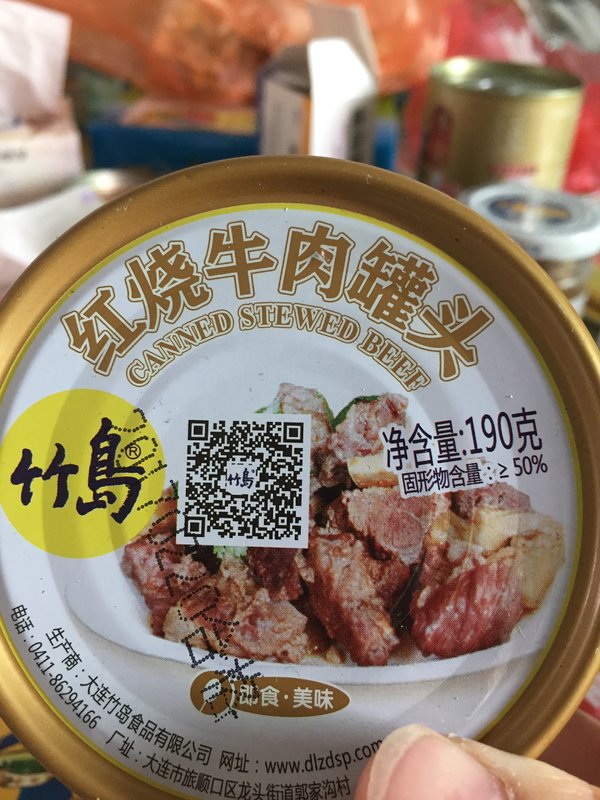 红烧牛肉罐头
CANNED STEWED BEEF
竹島®
竹島
净含量:190克
固形物含量:≥50%
即食·美味
生产商:大连竹岛食品有限公司 网址:www.dlzdsp.com
电话:0411-86294166 厂址:大连市旅顺口区龙头街道郭家沟村